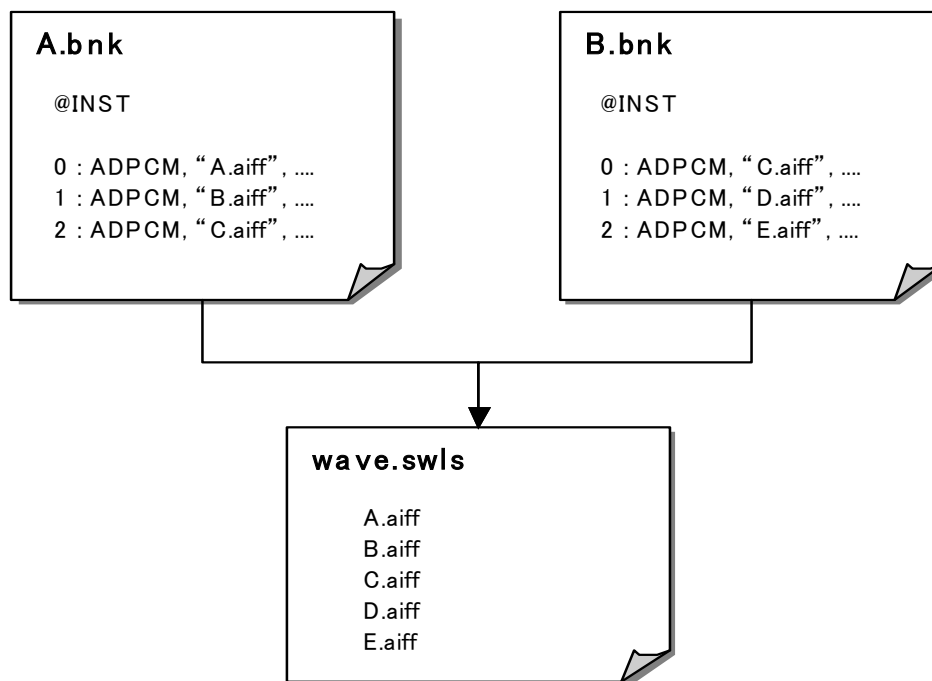 A.bnk
@INST
0 : ADPCM, “A.aiff”, ....
1 : ADPCM, “B.aiff”, ....
2 : ADPCM, “C.aiff”, ....
B.bnk
@INST
0 : ADPCM, “C.aiff”, ....
1 : ADPCM, “D.aiff”, ....
2 : ADPCM, “E.aiff”, ....
wave.swls
A.aiff
B.aiff
C.aiff
D.aiff
E.aiff